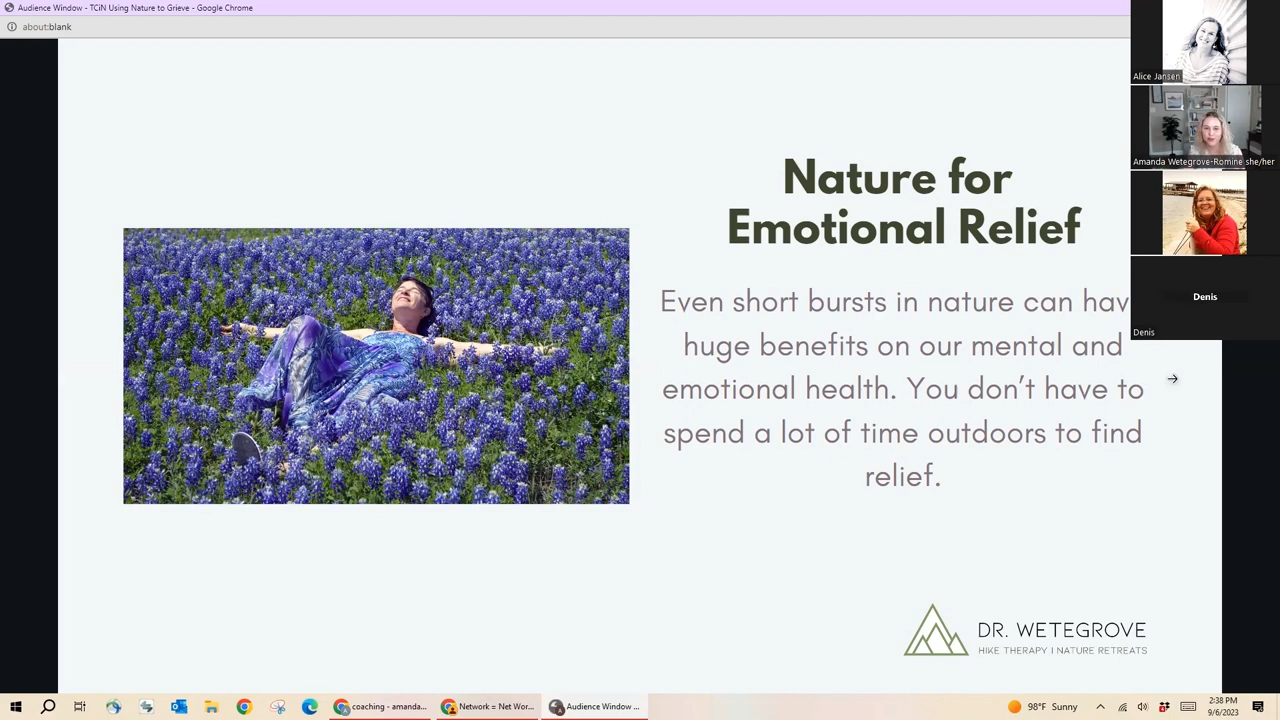 Audience Window - TCiN Using Nature to Grieve - Google Chrome
about:blank
Alice Jansen
Amanda Wetegrove-Romine she/her
Denis
Denis
Nature for
Emotional Relief
Even short bursts in nature can hav
huge benefits on our mental and
emotional health. You don't have to
spend a lot of time outdoors to find
relief.
DR. WETEGROVE
HIKE THERAPY | NATURE RETREATS
coaching - amanda...
Network = Net Wor...
Audience Window ...
98°F Sunny
2:38 PM
9/6/2023